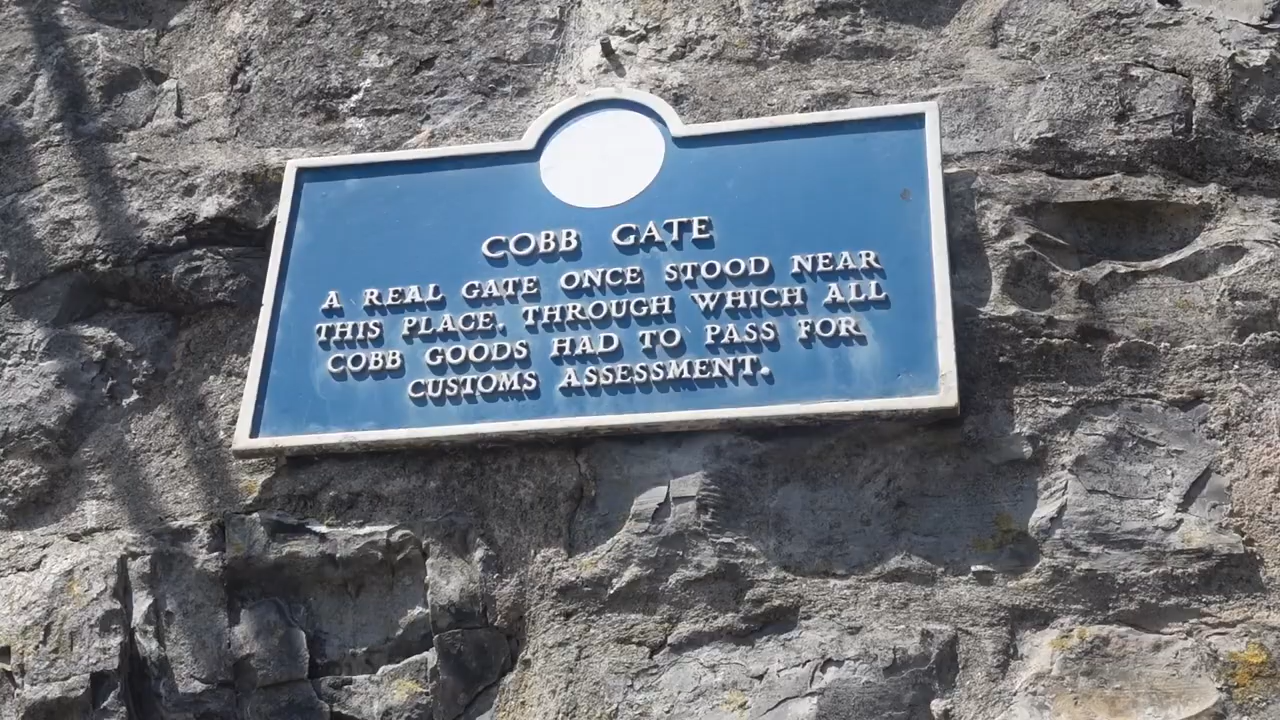 COBB GATE
A REAL GATE ONCE STOOD NEAR
THIS PLACE, THROUGH WHICH ALL
COBB GOODS HAD TO PASS FOR
CUSTOMS ASSESSMENT.